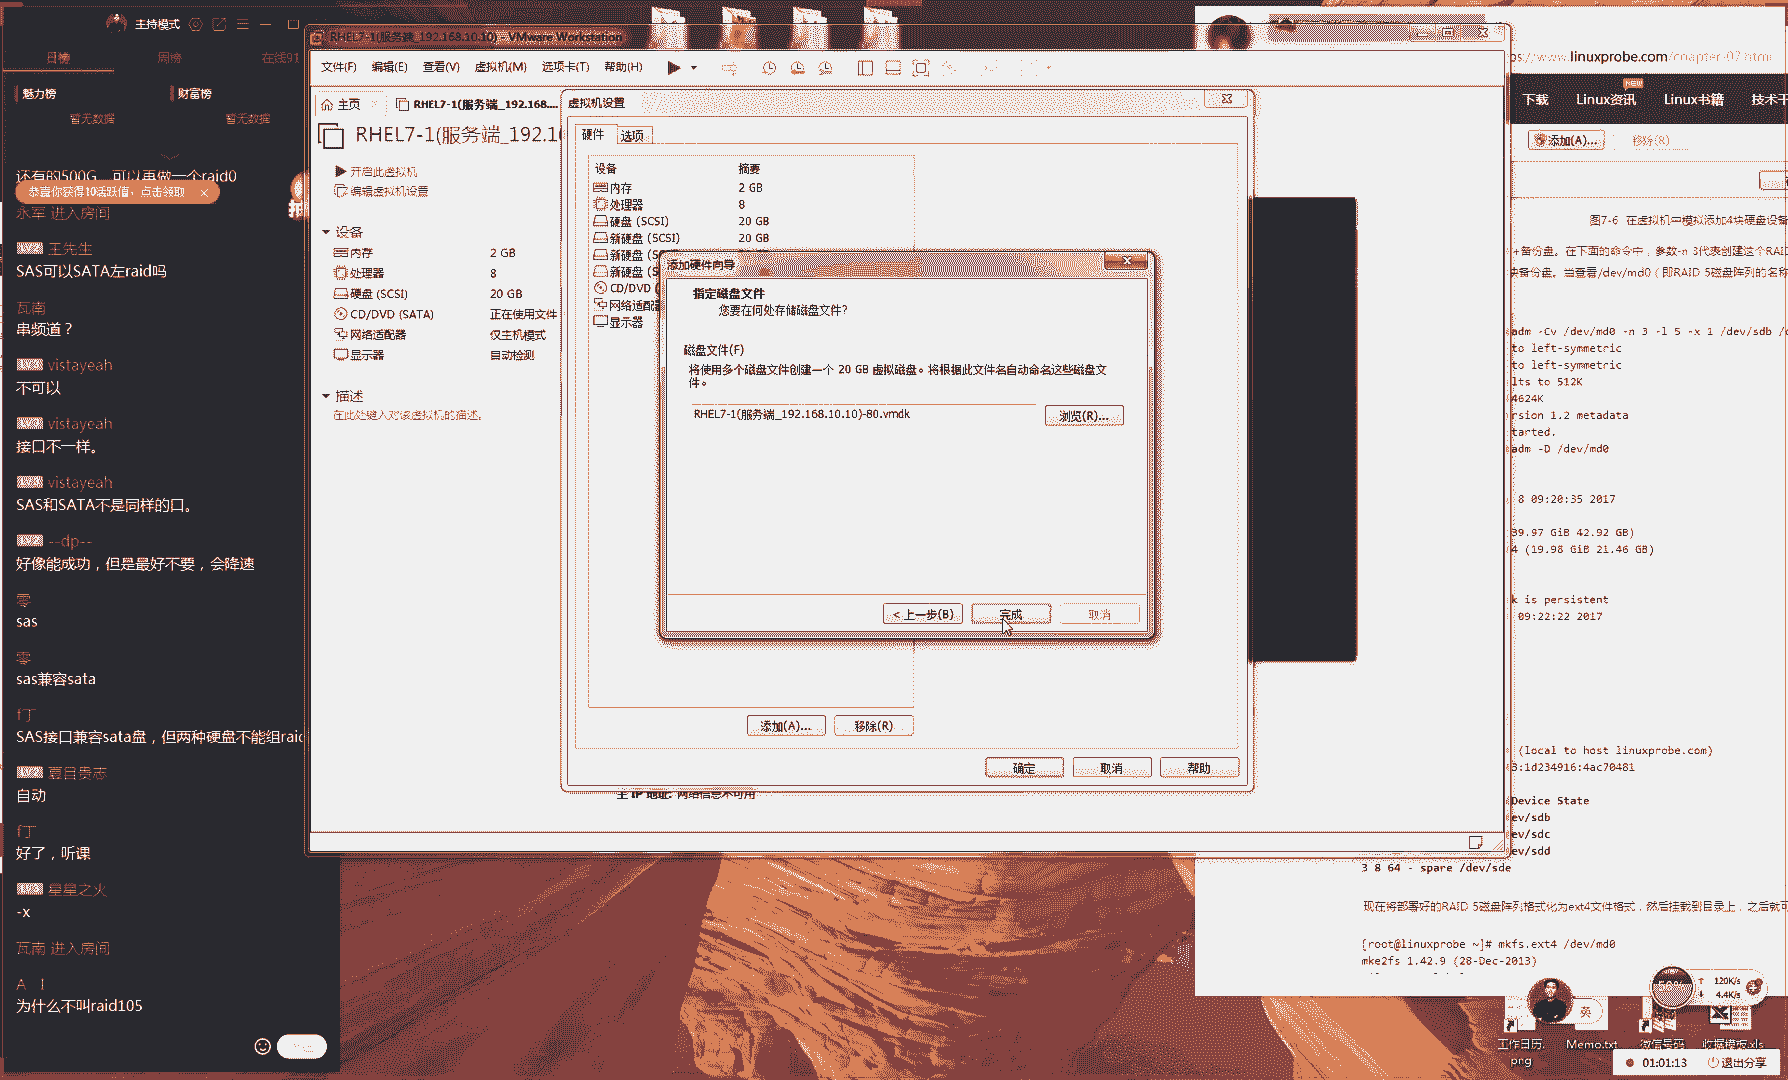 主持模式
日榜
周榜
在线91
魅力榜
财富榜
暂无数据
暂无数据
还有的500G，可以再做一个raid0
恭喜你获得10活跃值，点击领取
永军 进入房间
王先生
SAS可以SATA左raid吗
瓦南
串频道？
vistayeah
不可以
vistayeah
接口不一样。
vistayeah
SAS和SATA不是同样的口。
LV2 --dp--
好像能成功，但是最好不要，会降速
零
sas
零
sas兼容sata
f丁
SAS接口兼容sata盘，但两种硬盘不能组raid
LV2 夏目贵志
自动
f丁
好了，听课
星星之火
-x
瓦南 进入房间
为什么不叫raid105
RHEL7-1(服务端_192.168.10.10) - VMware Workstation
文件(F) 编辑(E) 查看(V) 虚拟机(M) 选项卡(T) 帮助(H)
主页
RHEL7-1(服务端_192.168....
RHEL7-1(服务端_192.1
开启此虚拟机
编辑虚拟机设置
设备
内存 2 GB
处理器 8
硬盘 (SCSI) 20 GB
CD/DVD (SATA) 正在使用文件
网络适配器 仅主机模式
显示器 自动检测
描述
在此处键入对该虚拟机的描述。
虚拟机设置
硬件 选项
设备 摘要
内存 2 GB
处理器 8
硬盘 (SCSI) 20 GB
新硬盘 (SCSI) 20 GB
新硬盘 (S
新硬盘 (S
CD/DVD
网络适配
显示器
添加(A)... 移除(R)
确定 取消 帮助
主 IP 地址: 网络信息不可用
添加硬件向导
指定磁盘文件
您要在何处存储磁盘文件?
磁盘文件(F)
将使用多个磁盘文件创建一个 20 GB 虚拟磁盘。将根据此文件名自动命名这些磁盘文
件。
RHEL7-1(服务端_192.168.10.10)-80.vmdk
浏览(R)...
< 上一步(B) 完成 取消
ps://www.linuxprobe.com/chapter-07.html
NEW
下载 Linux资讯 Linux书籍 技术干
添加(A)... 移除(R)
图7-6 在虚拟机中模拟添加4块硬盘设备
+备份盘。在下面的命令中，参数-n 3代表创建这个RAID
块备份盘。当查看/dev/md0（即RAID 5磁盘阵列的名称
adm -Cv /dev/md0 -n 3 -l 5 -x 1 /dev/sdb /d
to left-symmetric
to left-symmetric
lts to 512K
4624K
rsion 1.2 metadata
tarted.
adm -D /dev/md0
8 09:20:35 2017
39.97 GiB 42.92 GB)
4 (19.98 GiB 21.46 GB)
k is persistent
09:22:22 2017
(local to host linuxprobe.com)
3:1d234916:4ac70481
Device State
ev/sdb
ev/sdc
ev/sdd
3 8 64 - spare /dev/sde
现在将部署好的RAID 5磁盘阵列格式化为ext4文件格式，然后挂载到目录上，之后就可
[root@linuxprobe ~]# mkfs.ext4 /dev/md0
mke2fs 1.42.9 (28-Dec-2013)
120K/s
4.4K/s
英
工作日历.
png
Memo.txt
微信号码
收据模板.xls
01:01:13 退出分享